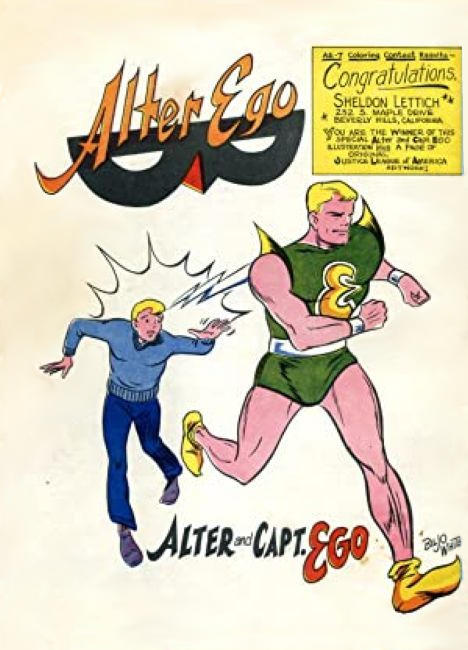 Alter Ego
AE-7 Coloring Contest Results~
Congratulations,
SHELDON LETTICH
232 S. MAPLE DRIVE
BEVERLY HILLS, CALIFORNIA
YOU ARE THE WINNER OF THIS
SPECIAL ALTER and CAPT. EGO
ILLUSTRATION A PAGE OF
ORIGINAL
JUSTICE LEAGUE of AMERICA
ARTWORK!
E
ALTER and CAPT. EGO
BILJO
WHITE